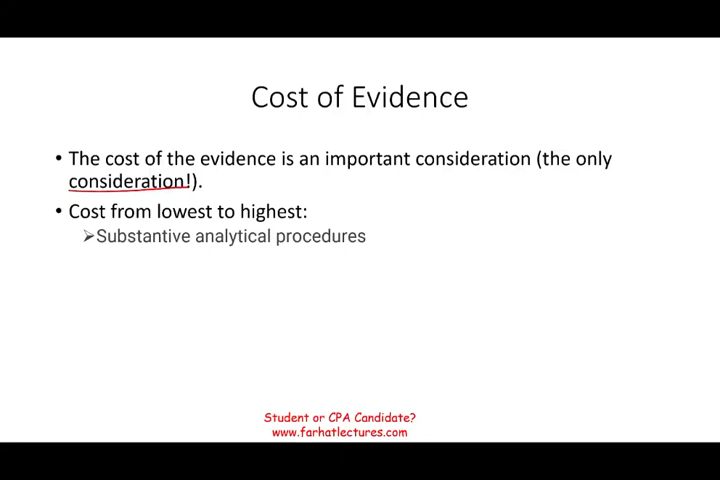 Cost of Evidence
• The cost of the evidence is an important consideration (the only
consideration!).
• Cost from lowest to highest:
➢Substantive analytical procedures
Student or CPA Candidate?
www.farhatlectures.com